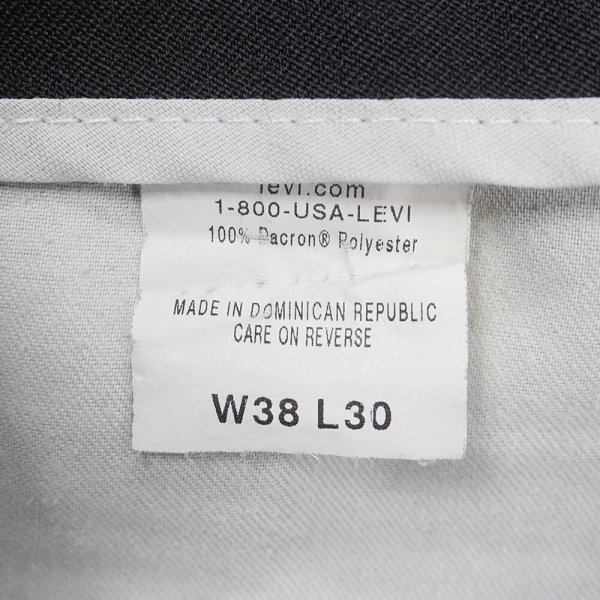 levi.com
1-800-USA-LEVI
100% Dacron® Polyester
MADE IN DOMINICAN REPUBLIC
CARE ON REVERSE
W38 L30